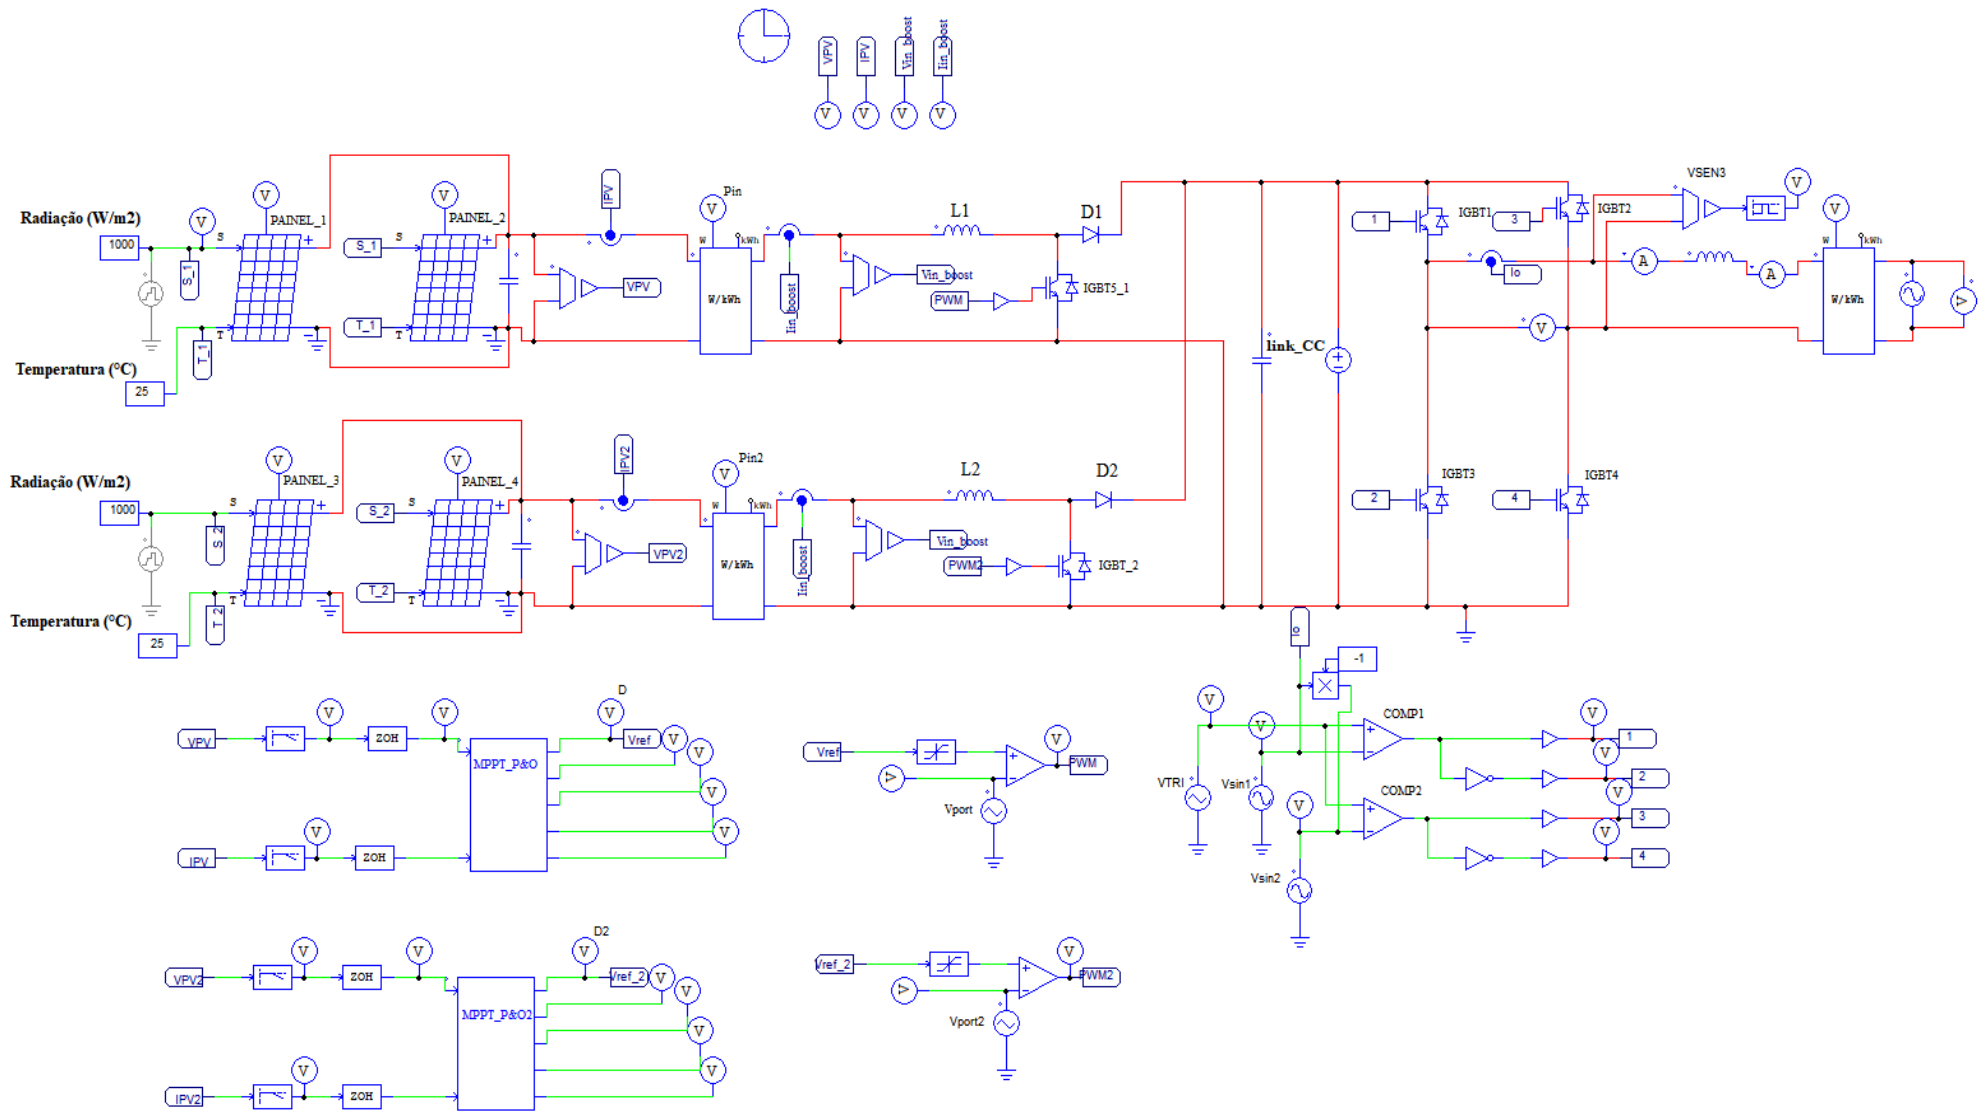 VPV
IPV
Vin_boost
Iin_boost
V V V V
Radiação (W/m2)
1000
S_1
V
S
T
V
PAINEL_1
+
V
PAINEL_2
+
S_1
S
T_1
T
T_1
Temperatura (°C)
25
IPV
VPV
Pin
V
W
kWh
W/kWh
Iin_boost
Vin_boost
L1
D1
PWM
IGBT5_1
link_CC
1
IGBT1
3
IGBT2
Io
V
VSEN3
V
A
A
V
W
kWh
W/kWh
V
2
IGBT3
4
IGBT4
Radiação (W/m2)
1000
S_2
S
T
V
PAINEL_3
+
V
PAINEL_4
+
S_2
S
T_2
T
T_2
Temperatura (°C)
25
IPV2
VPV2
Pin2
V
W
kWh
W/kWh
Iin_boost
Vin_boost
L2
D2
PWM2
IGBT_2
Io
-1
VPV
V
ZOH
V
MPPT_P&O
D
V
Vref
V
V
V
V
IPV
V
ZOH
Vref
V
Vport
V
PWM
V
VTRI
V
Vsin1
V
Vsin2
COMP1
COMP2
V
1
V
2
V
3
V
4
VPV2
V
ZOH
V
MPPT_P&O2
D2
V
Vref_2
V
V
V
V
IPV2
V
ZOH
Vref_2
V
Vport2
V
PWM2